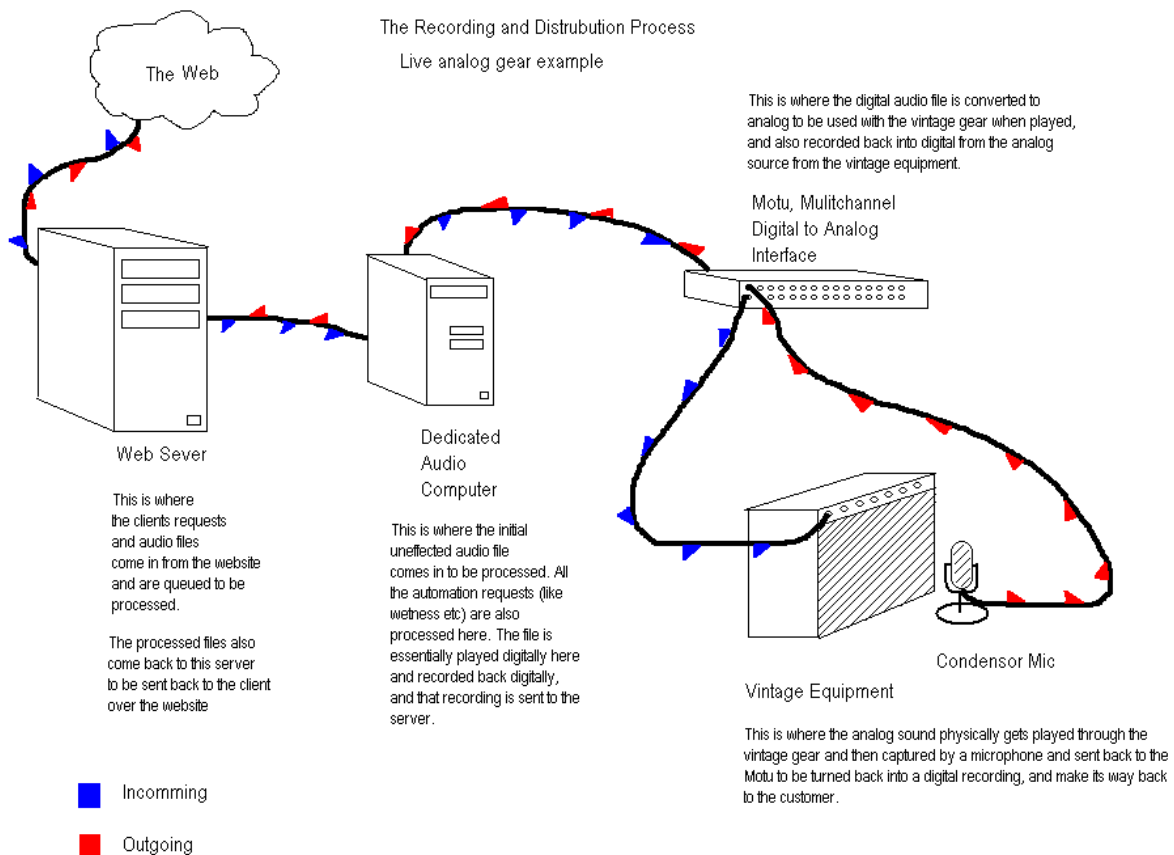 The Recording and Distrubution Process
Live analog gear example
The Web
This is where the digital audio file is converted to
analog to be used with the vintage gear when played,
and also recorded back into digital from the analog
source from the vintage equipment.
Motu, Mulitchannel
Digital to Analog
Interface
Web Sever
This is where
the clients requests
and audio files
come in from the website
and are queued to be
processed.
The processed files also
come back to this server
to be sent back to the client
over the website
Dedicated
Audio
Computer
This is where the initial
uneffected audio file
comes in to be processed. All
the automation requests (like
wetness etc) are also
processed here. The file is
essentially played digitally here
and recorded back digitally,
and that recording is sent to the
server.
Condensor Mic
Vintage Equipment
This is where the analog sound physically gets played through the
vintage gear and then captured by a microphone and sent back to the
Motu to be turned back into a digital recording, and make its way back
to the customer.
Incomming
Outgoing